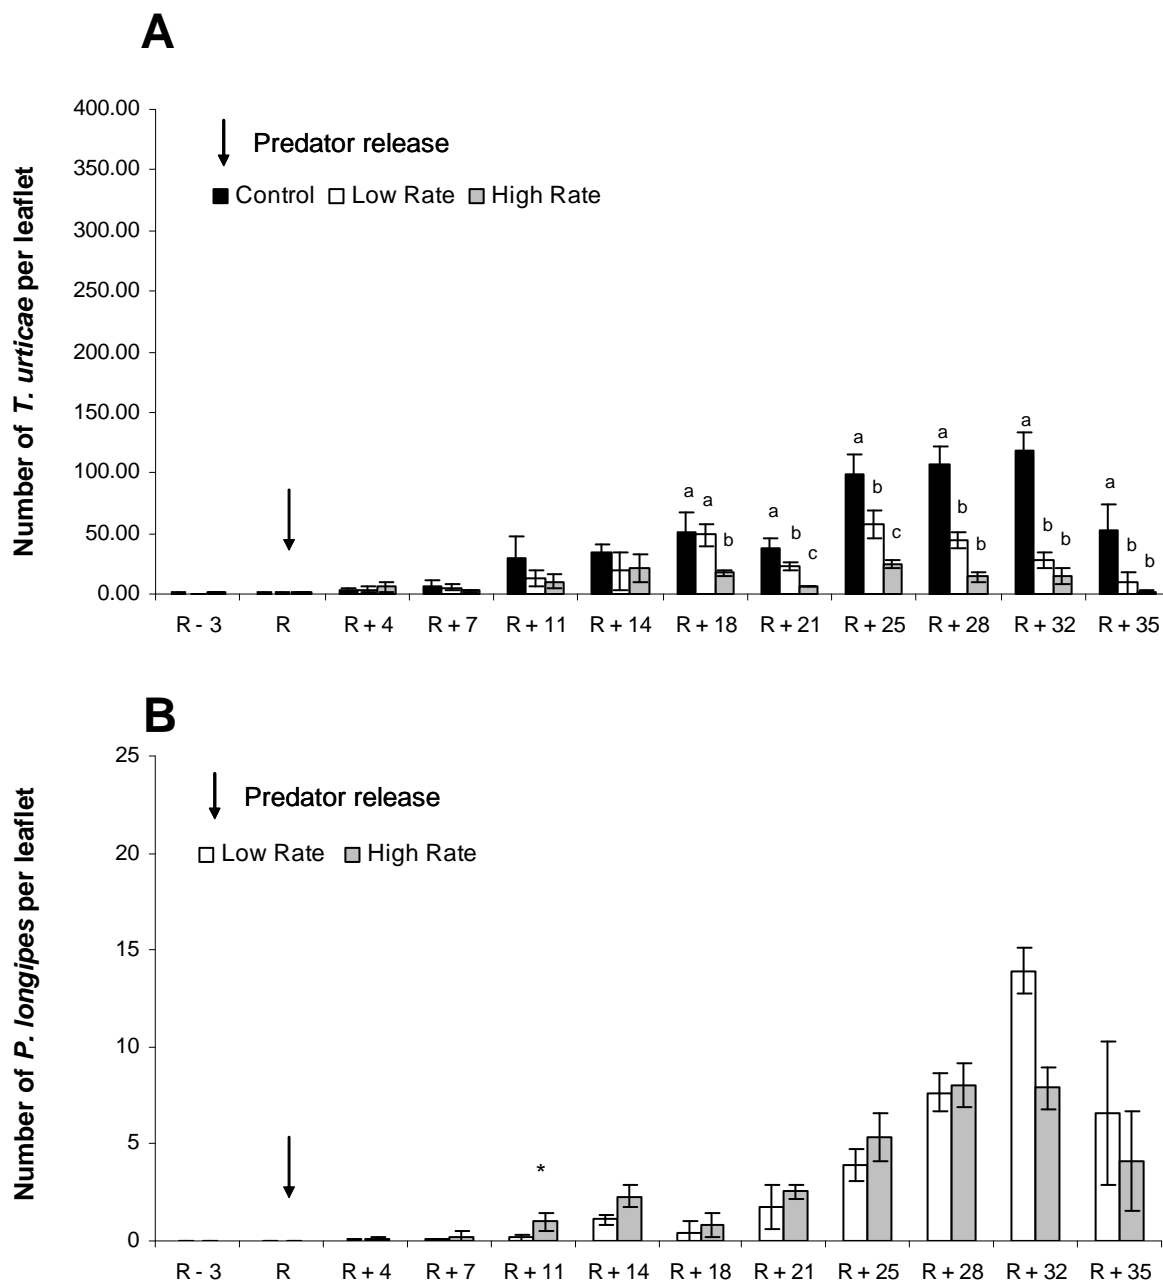 A
Number of T. urticae per leaflet
400.00
350.00
300.00
250.00
200.00
150.00
100.00
50.00
0.00
Predator release
Control Low Rate High Rate
a a b
a b c
a b c
a b b
a b b
a b b
R - 3 R R + 4 R + 7 R + 11 R + 14 R + 18 R + 21 R + 25 R + 28 R + 32 R + 35
B
Number of P. longipes per leaflet
25
20
15
10
5
0
Predator release
Low Rate High Rate
*
R - 3 R R + 4 R + 7 R + 11 R + 14 R + 18 R + 21 R + 25 R + 28 R + 32 R + 35